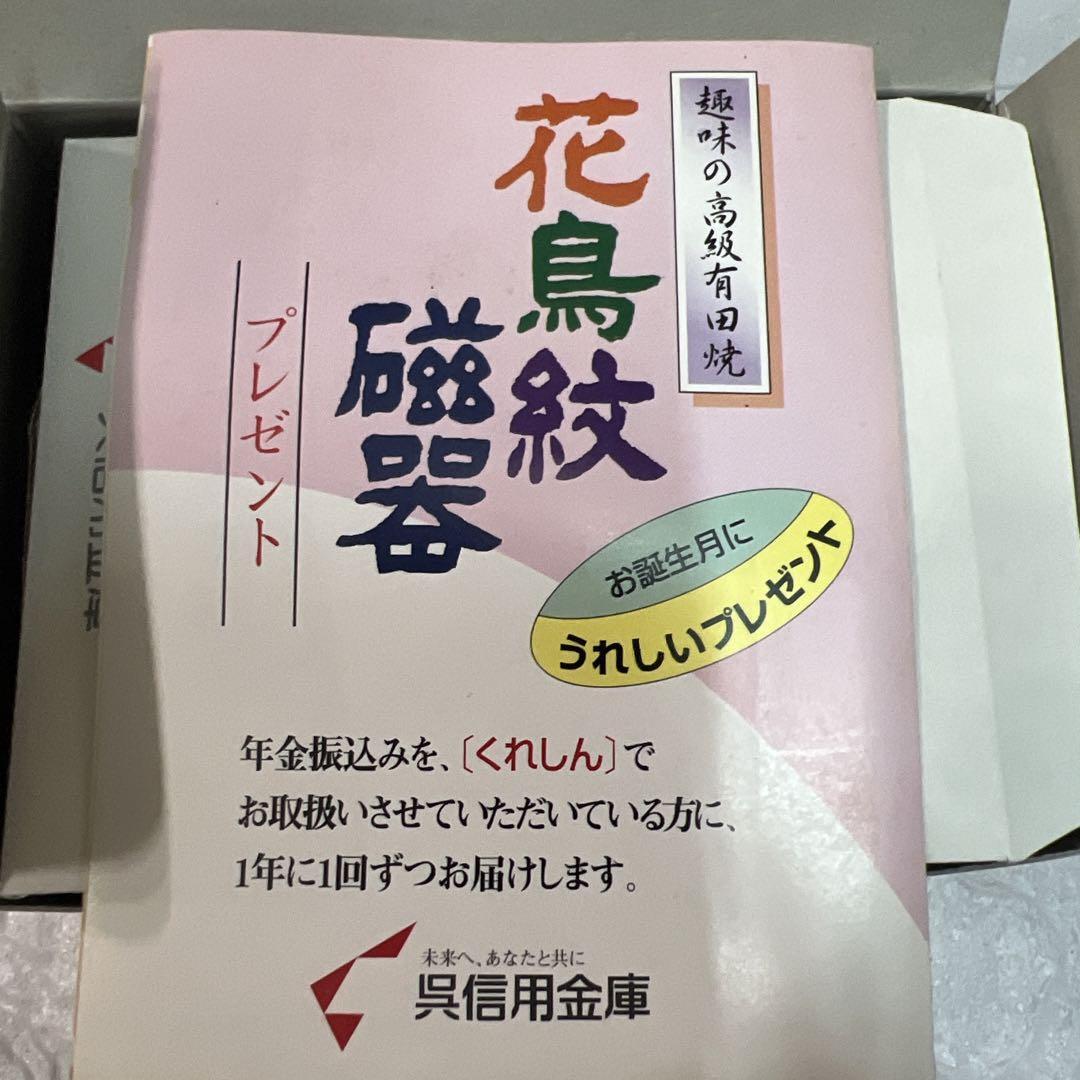 趣味の高級有田焼
花鳥紋
磁器
プレゼント
お誕生月に
うれしいプレゼント
年金振込みを、〔くれしん〕で
お取扱いさせていただいている方に、
1年に1回ずつお届けします。
未来へ、あなたと共に
呉信用金庫